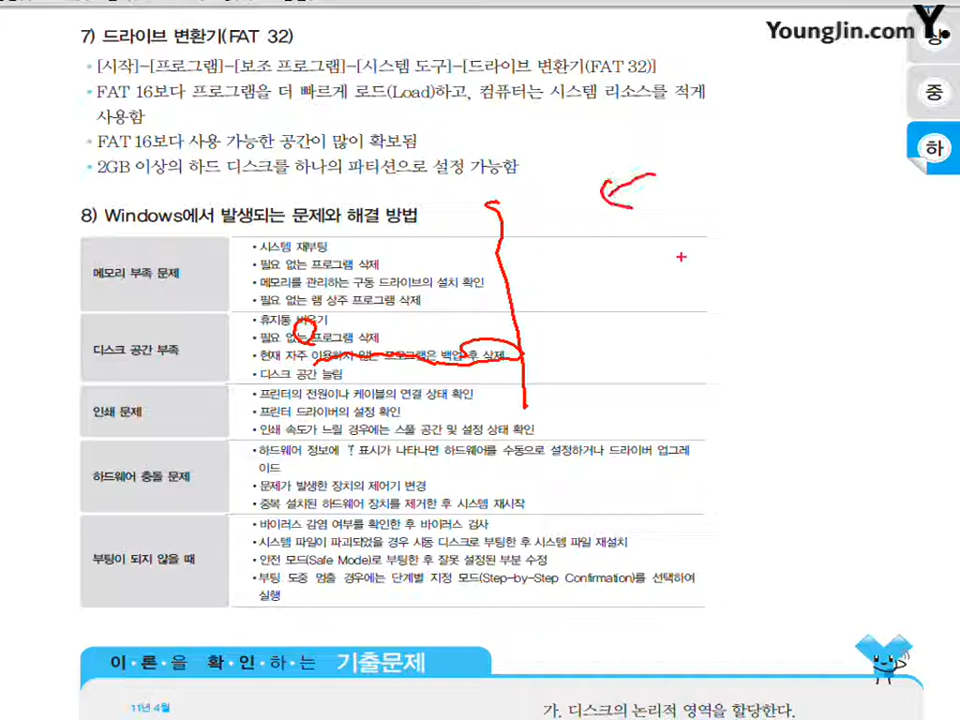 YoungJin.com Y.
상
중
하
7) 드라이브 변환기(FAT 32)
• [시작]-[프로그램]-[보조 프로그램]-[시스템 도구]-[드라이브 변환기(FAT 32)]
• FAT 16보다 프로그램을 더 빠르게 로드(Load)하고, 컴퓨터는 시스템 리소스를 적게
사용함
• FAT 16보다 사용 가능한 공간이 많이 확보됨
• 2GB 이상의 하드 디스크를 하나의 파티션으로 설정 가능함
8) Windows에서 발생되는 문제와 해결 방법
메모리 부족 문제
• 시스템 재부팅
• 필요 없는 프로그램 삭제
• 메모리를 관리하는 구동 드라이브의 설치 확인
• 필요 없는 램 상주 프로그램 삭제
디스크 공간 부족
• 휴지통 비우기
• 필요 없는 프로그램 삭제
• 현재 자주 이용하지 않는 프로그램은 백업 후 삭제
• 디스크 공간 늘림
인쇄 문제
• 프린터의 전원이나 케이블의 연결 상태 확인
• 프린터 드라이버의 설정 확인
• 인쇄 속도가 느릴 경우에는 스풀 공간 및 설정 상태 확인
하드웨어 충돌 문제
• 하드웨어 정보에 '!' 표시가 나타나면 하드웨어를 수동으로 설정하거나 드라이버 업그레
이드
• 문제가 발생한 장치의 제어기 변경
• 중복 설치된 하드웨어 장치를 제거한 후 시스템 재시작
부팅이 되지 않을 때
• 바이러스 감염 여부를 확인한 후 바이러스 검사
• 시스템 파일이 파괴되었을 경우 시동 디스크로 부팅한 후 시스템 파일 재설치
• 안전 모드(Safe Mode)로 부팅한 후 잘못 설정된 부분 수정
• 부팅 도중 멈출 경우에는 단계별 지정 모드(Step-by-Step Confirmation)를 선택하여
실행
이·론·을 확·인·하·는 기출문제
11년 4월
가. 디스크의 논리적 영역을 할당한다.